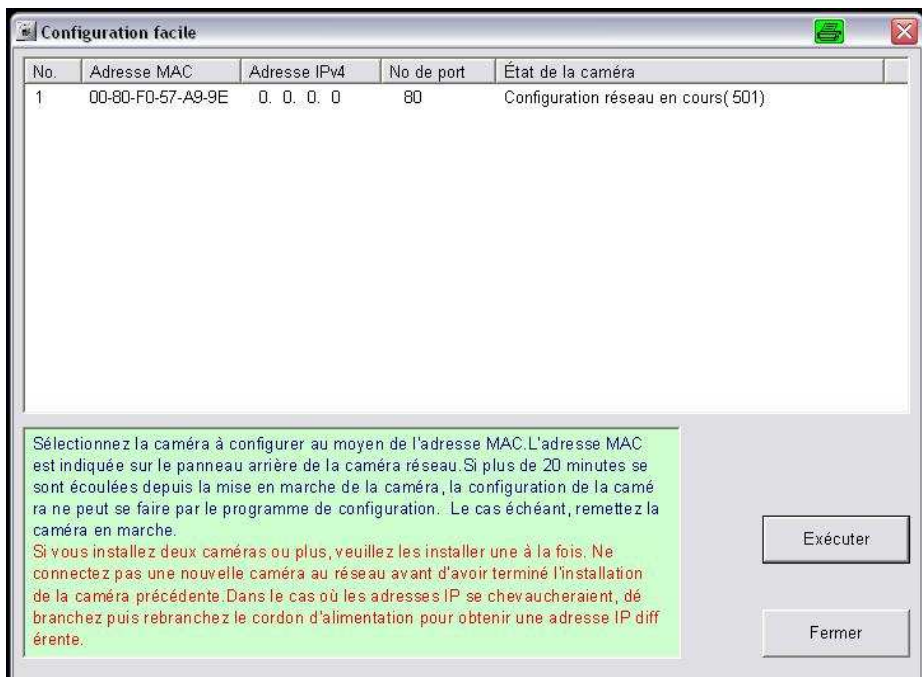 Configuration facile
No. Adresse MAC Adresse IPv4 No de port État de la caméra
1 00-80-F0-57-A9-9E 0. 0. 0. 0 80 Configuration réseau en cours( 501)
Sélectionnez la caméra à configurer au moyen de l'adresse MAC.L'adresse MAC
est indiquée sur le panneau arrière de la caméra réseau.Si plus de 20 minutes se
sont écoulées depuis la mise en marche de la caméra, la configuration de la camé
ra ne peut se faire par le programme de configuration. Le cas échéant, remettez la
caméra en marche.
Si vous installez deux caméras ou plus, veuillez les installer une à la fois. Ne
connectez pas une nouvelle caméra au réseau avant d'avoir terminé l'installation
de la caméra précédente.Dans le cas où les adresses IP se chevaucheraient, dé
branchez puis rebranchez le cordon d'alimentation pour obtenir une adresse IP diff
érente.
Exécuter
Fermer